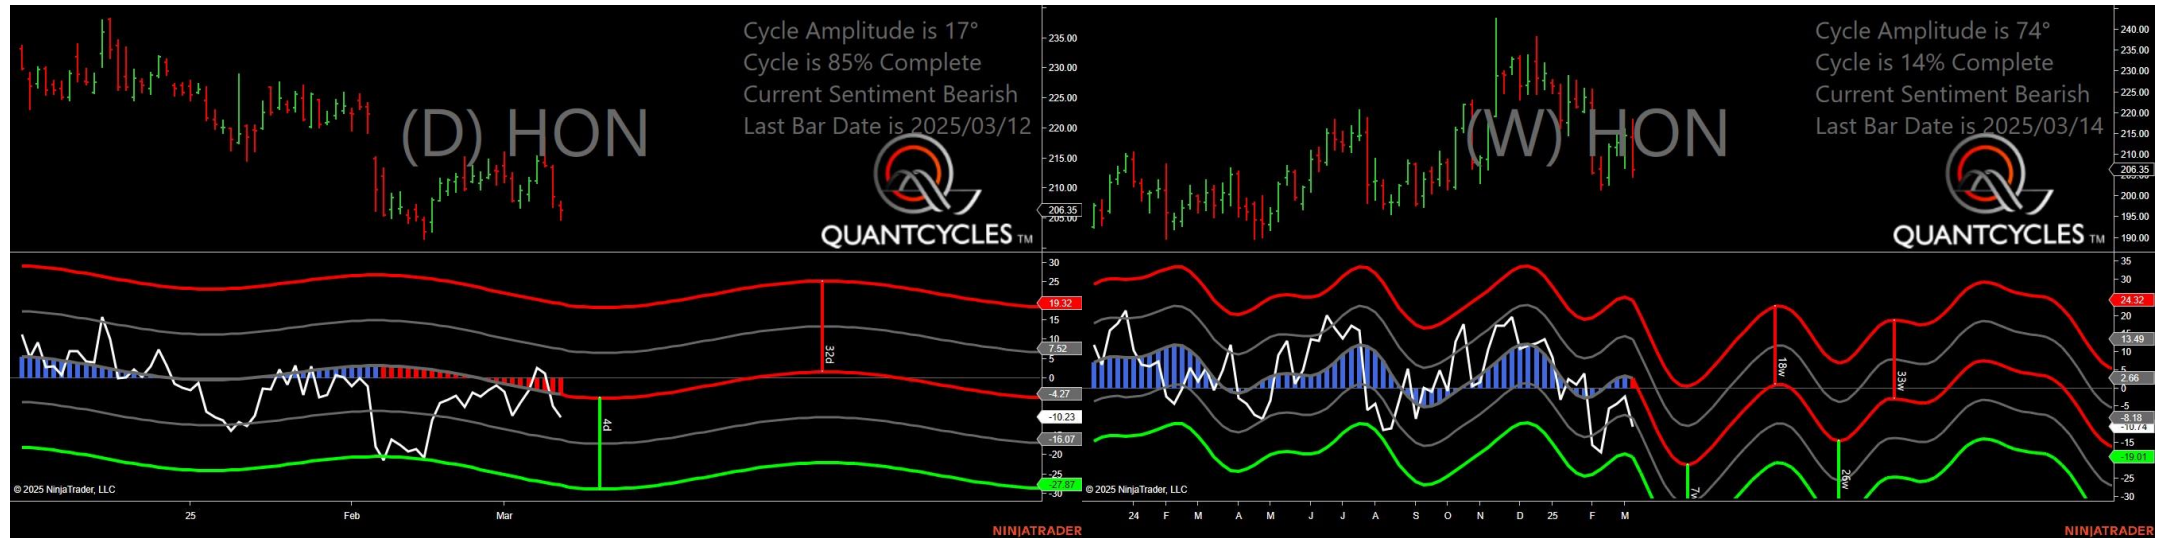 Cycle Amplitude is 17°
Cycle is 85% Complete
Current Sentiment Bearish
Last Bar Date is 2025/03/12
(D) HON
QUANTCYCLES TM
235.00
230.00
225.00
220.00
215.00
210.00
206.35
205.00
30
25
19.32
15
10
7.52
5
0
-4.27
-10.23
-16.07
-20
-25
-27.87
-30
32d
4d
© 2025 NinjaTrader, LLC
25 Feb Mar
NINJATRADER
Cycle Amplitude is 74°
Cycle is 14% Complete
Current Sentiment Bearish
Last Bar Date is 2025/03/14
(W) HON
QUANTCYCLES TM
240.00
235.00
230.00
225.00
220.00
215.00
210.00
206.35
200.00
195.00
190.00
35
30
24.32
20
15
13.49
10
2.66
0
-5
-8.18
-10.74
-15
-19.01
-25
-30
18w
33w
7w
26w
© 2025 NinjaTrader, LLC
24 F M A M J J A S O N D 25 F M
NINJATRADER